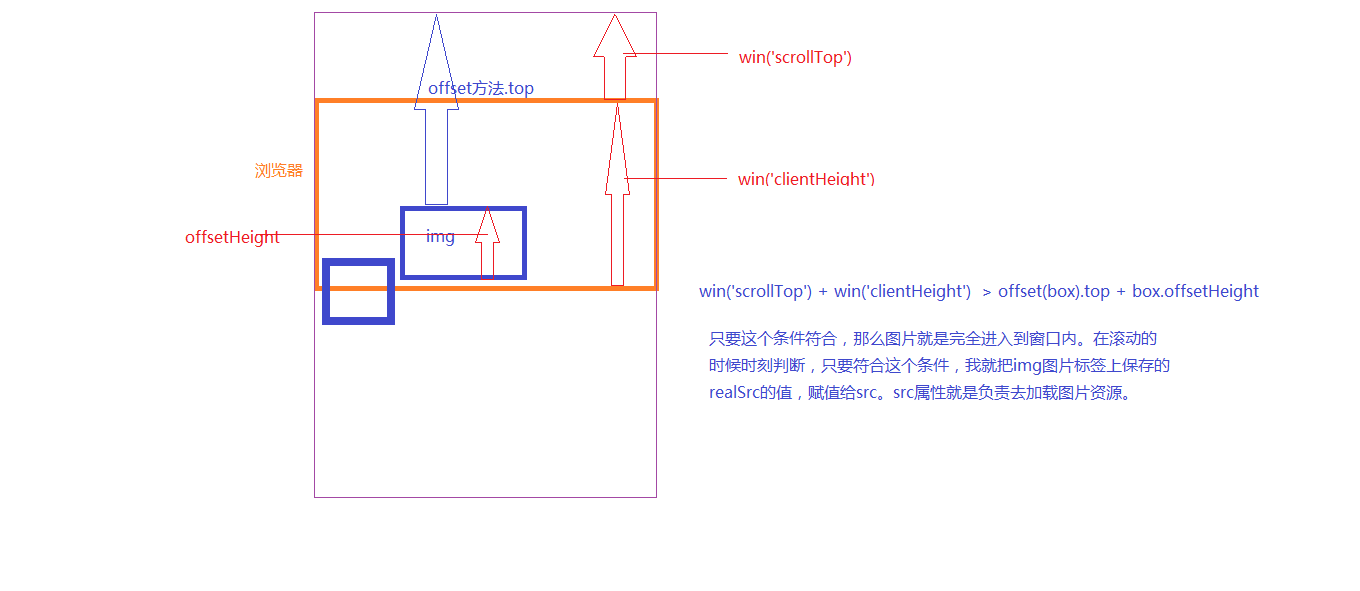 win('scrollTop')
offset方法.top
浏览器
win('clientHeight')
offsetHeight
img
win('scrollTop') + win('clientHeight') > offset(box).top + box.offsetHeight
只要这个条件符合，那么图片就是完全进入到窗口内。在滚动的
时候时刻判断，只要符合这个条件，我就把img图片标签上保存的
realSrc的值，赋值给src。src属性就是负责去加载图片资源。